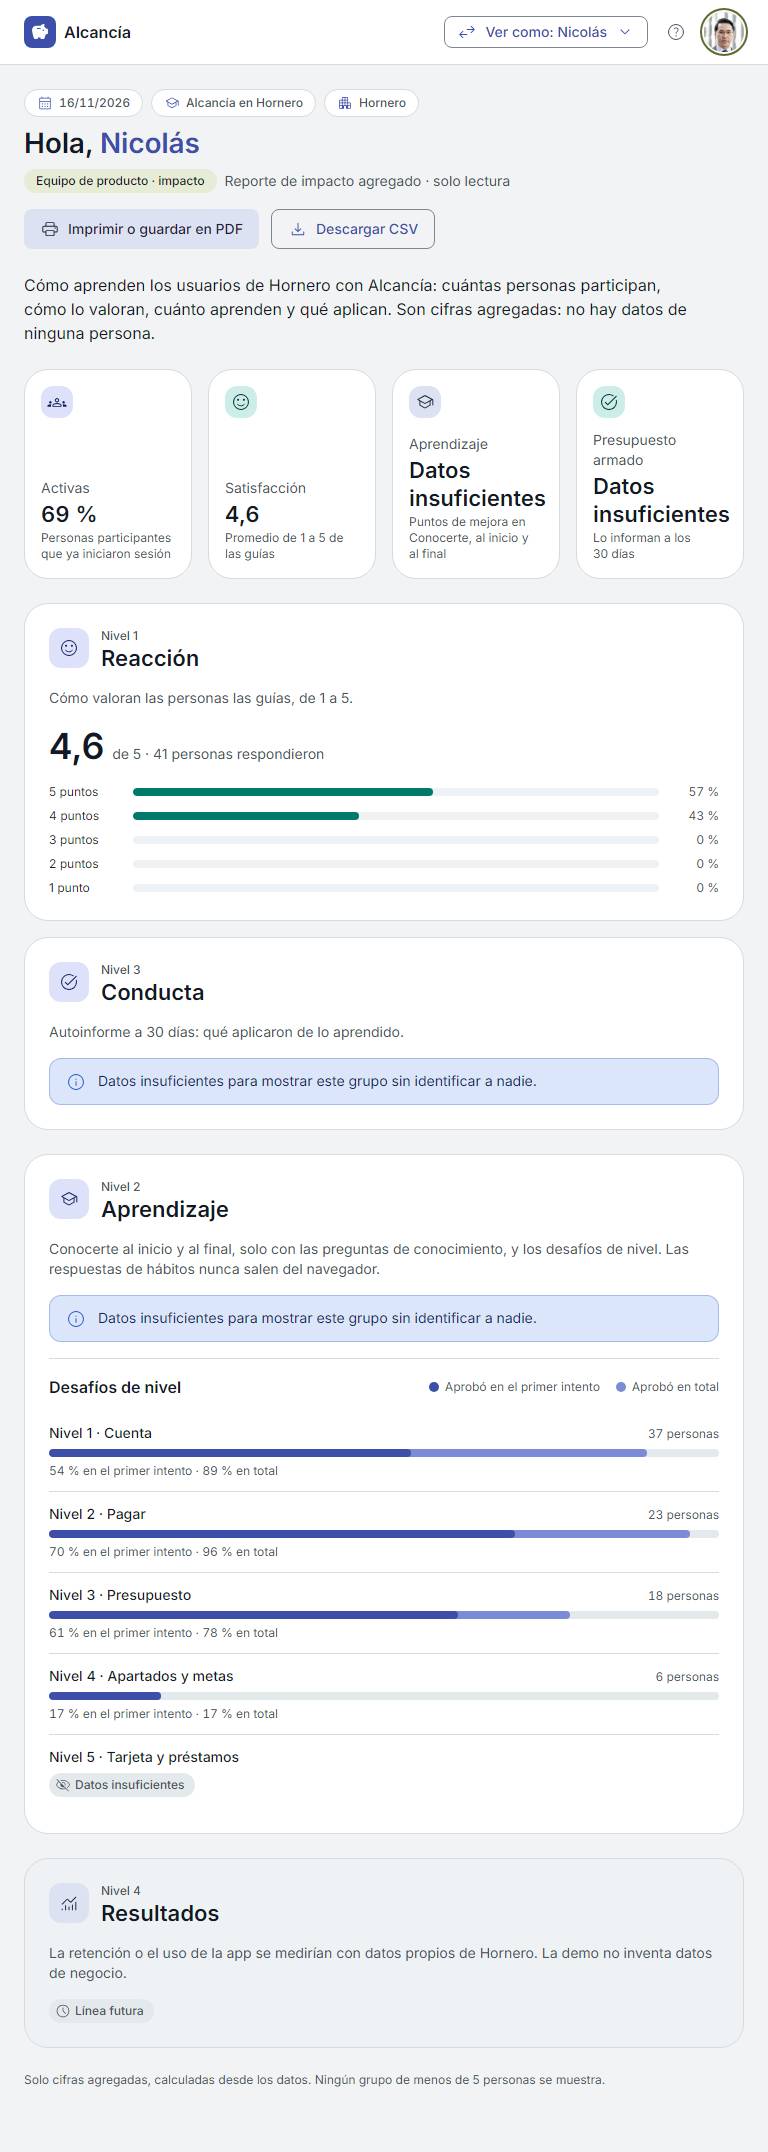 Alcancía
Ver como: Nicolás
16/11/2026
Alcancía en Hornero
Hornero
Hola, Nicolás
Equipo de producto · impacto
Reporte de impacto agregado · solo lectura
Imprimir o guardar en PDF
Descargar CSV
Cómo aprenden los usuarios de Hornero con Alcancía: cuántas personas participan,
cómo lo valoran, cuánto aprenden y qué aplican. Son cifras agregadas: no hay datos de
ninguna persona.
Activas
69 %
Personas participantes
que ya iniciaron sesión
Satisfacción
4,6
Promedio de 1 a 5 de
las guías
Aprendizaje
Datos
insuficientes
Puntos de mejora en
Conocerte, al inicio y
al final
Presupuesto
armado
Datos
insuficientes
Lo informan a los
30 días
Nivel 1
Reacción
Cómo valoran las personas las guías, de 1 a 5.
4,6 de 5 · 41 personas respondieron
5 puntos 57 %
4 puntos 43 %
3 puntos 0 %
2 puntos 0 %
1 punto 0 %
Nivel 3
Conducta
Autoinforme a 30 días: qué aplicaron de lo aprendido.
Datos insuficientes para mostrar este grupo sin identificar a nadie.
Nivel 2
Aprendizaje
Conocerte al inicio y al final, solo con las preguntas de conocimiento, y los desafíos de nivel. Las
respuestas de hábitos nunca salen del navegador.
Datos insuficientes para mostrar este grupo sin identificar a nadie.
Desafíos de nivel
Aprobó en el primer intento
Aprobó en total
Nivel 1 · Cuenta
37 personas
54 % en el primer intento · 89 % en total
Nivel 2 · Pagar
23 personas
70 % en el primer intento · 96 % en total
Nivel 3 · Presupuesto
18 personas
61 % en el primer intento · 78 % en total
Nivel 4 · Apartados y metas
6 personas
17 % en el primer intento · 17 % en total
Nivel 5 · Tarjeta y préstamos
Datos insuficientes
Nivel 4
Resultados
La retención o el uso de la app se medirían con datos propios de Hornero. La demo no inventa datos
de negocio.
Línea futura
Solo cifras agregadas, calculadas desde los datos. Ningún grupo de menos de 5 personas se muestra.